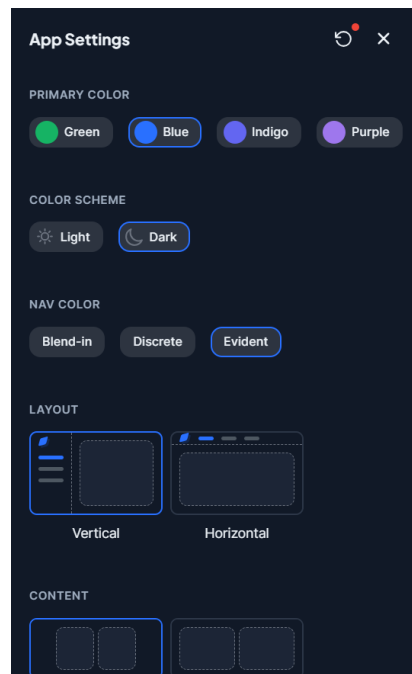 App Settings
PRIMARY COLOR
Green Blue Indigo Purple
COLOR SCHEME
Light Dark
NAV COLOR
Blend-in Discrete Evident
LAYOUT
Vertical Horizontal
CONTENT